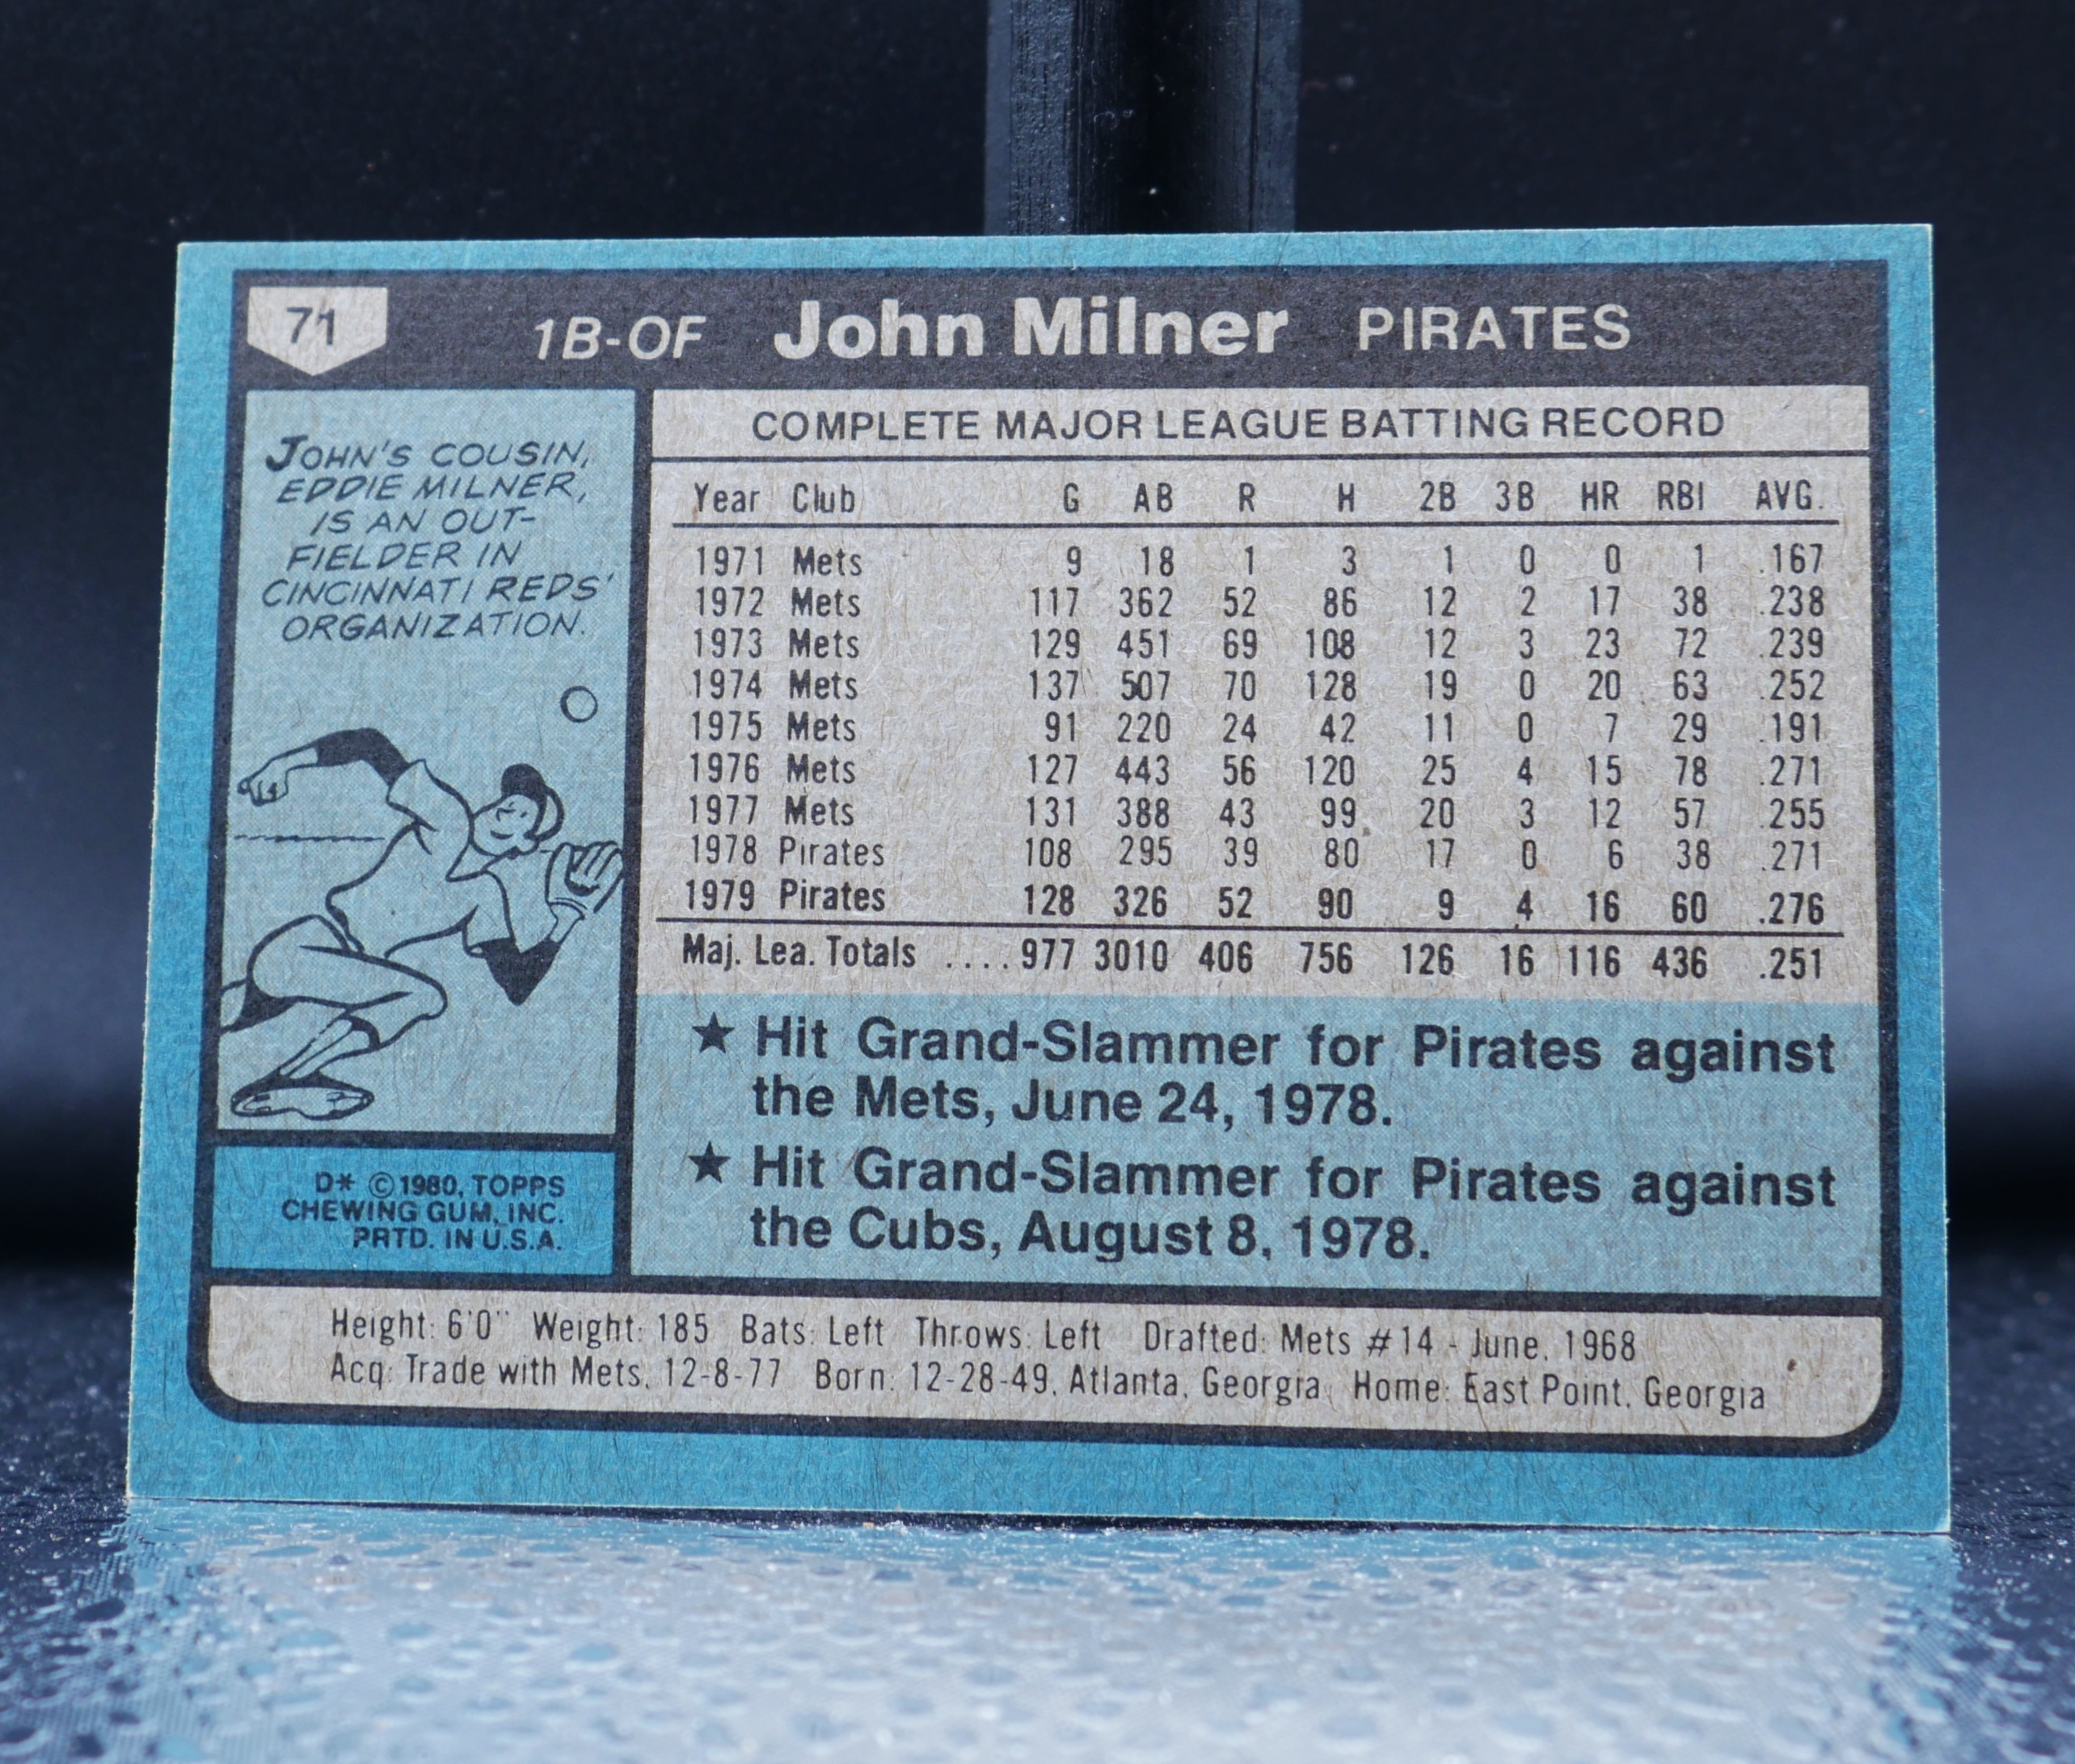 71 1B-OF John Milner PIRATES
JOHN'S COUSIN,
EDDIE MILNER,
IS AN OUT-
FIELDER IN
CINCINNATI REDS'
ORGANIZATION.
D* © 1980, TOPPS
CHEWING GUM, INC.
PRTD. IN U.S.A.
COMPLETE MAJOR LEAGUE BATTING RECORD
Year Club G AB R H 2B 3B HR RBI AVG.
1971 Mets 9 18 1 3 1 0 0 1 .167
1972 Mets 117 362 52 86 12 2 17 38 .238
1973 Mets 129 451 69 108 12 3 23 72 .239
1974 Mets 137 507 70 128 19 0 20 63 .252
1975 Mets 91 220 24 42 11 0 7 29 .191
1976 Mets 127 443 56 120 25 4 15 78 .271
1977 Mets 131 388 43 99 20 3 12 57 .255
1978 Pirates 108 295 39 80 17 0 6 38 .271
1979 Pirates 128 326 52 90 9 4 16 60 .276
Maj. Lea. Totals ....977 3010 406 756 126 16 116 436 .251
★ Hit Grand-Slammer for Pirates against
the Mets, June 24, 1978.
★ Hit Grand-Slammer for Pirates against
the Cubs, August 8, 1978.
Height: 6'0" Weight: 185 Bats: Left Throws: Left Drafted: Mets #14 - June, 1968
Acq: Trade with Mets, 12-8-77 Born: 12-28-49, Atlanta, Georgia Home: East Point, Georgia